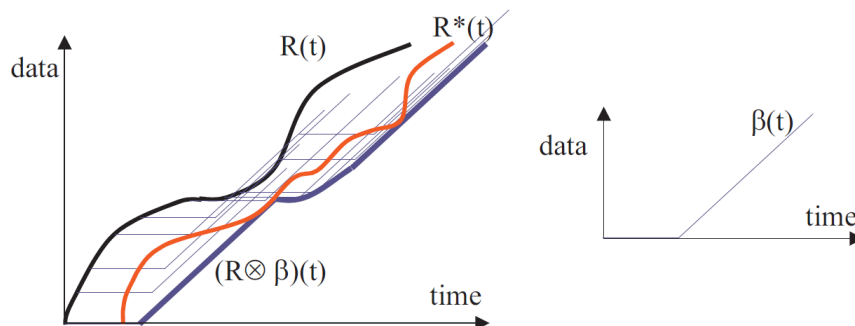 R(t)
R*(t)
data
(R⊗ β)(t)
time
data
β(t)
time